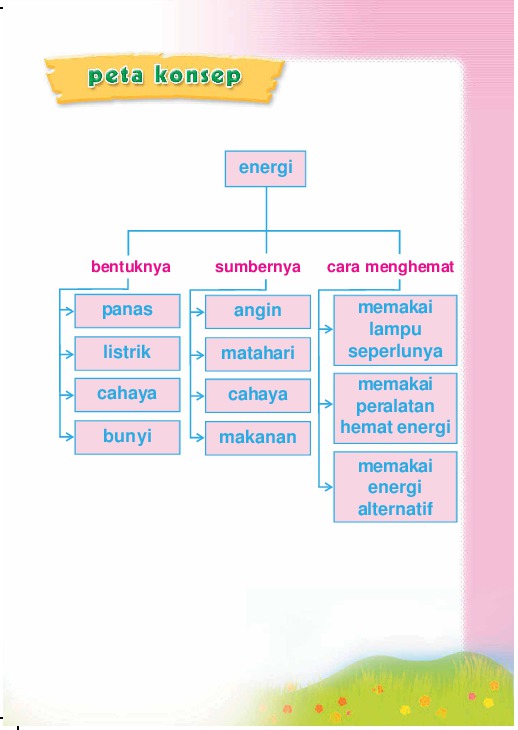 peta konsep
energi
bentuknya
panas
listrik
cahaya
bunyi
sumbernya
angin
matahari
cahaya
makanan
cara menghemat
memakai
lampu
seperlunya
memakai
peralatan
hemat energi
memakai
energi
alternatif